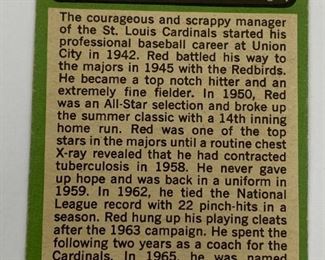 The courageous and scrappy manager
of the St. Louis Cardinals started his
professional baseball career at Union
City in 1942. Red battled his way to
the majors in 1945 with the Redbirds.
He became a top notch hitter and an
extremely fine fielder. In 1950, Red
was an All-Star selection and broke up
the summer classic with a 14th inning
home run. Red was one of the top
stars in the majors until a routine chest
X-ray revealed that he had contracted
tuberculosis in 1958. He never gave
up hope and was back in a uniform in
1959. In 1962, he tied the National
League record with 22 pinch-hits in a
season. Red hung up his playing cleats
after the 1963 campaign. He spent the
following two years as a coach for the
Cardinals. In 1965, he was named